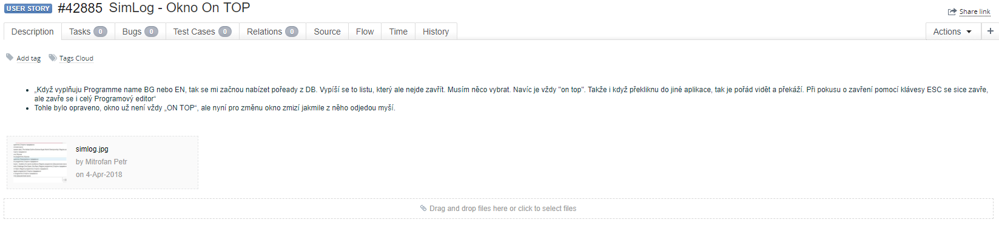 USER STORY #42885 SimLog - Okno On TOP
Share link
Description Tasks 0 Bugs 0 Test Cases 0 Relations 0 Source Flow Time History Actions +
Add tag Tags Cloud
• „Když vyplňuju Programme name BG nebo EN, tak se mi začnou nabízet pořeady z DB. Vypíší se to listu, který ale nejde zavřít. Musím něco vybrat. Navíc je vždy "on top". Takže i když překliknu do jiné aplikace, tak je pořád vidět a překáží. Při pokusu o zavření pomocí klávesy ESC se sice zavře,
ale zavře se i celý Programový editor“
• Tohle bylo opraveno, okno už není vždy „ON TOP“, ale nyní pro změnu okno zmizí jakmile z něho odjedou myší.
simlog.jpg
by Mitrofan Petr
on 4-Apr-2018
Drag and drop files here or click to select files